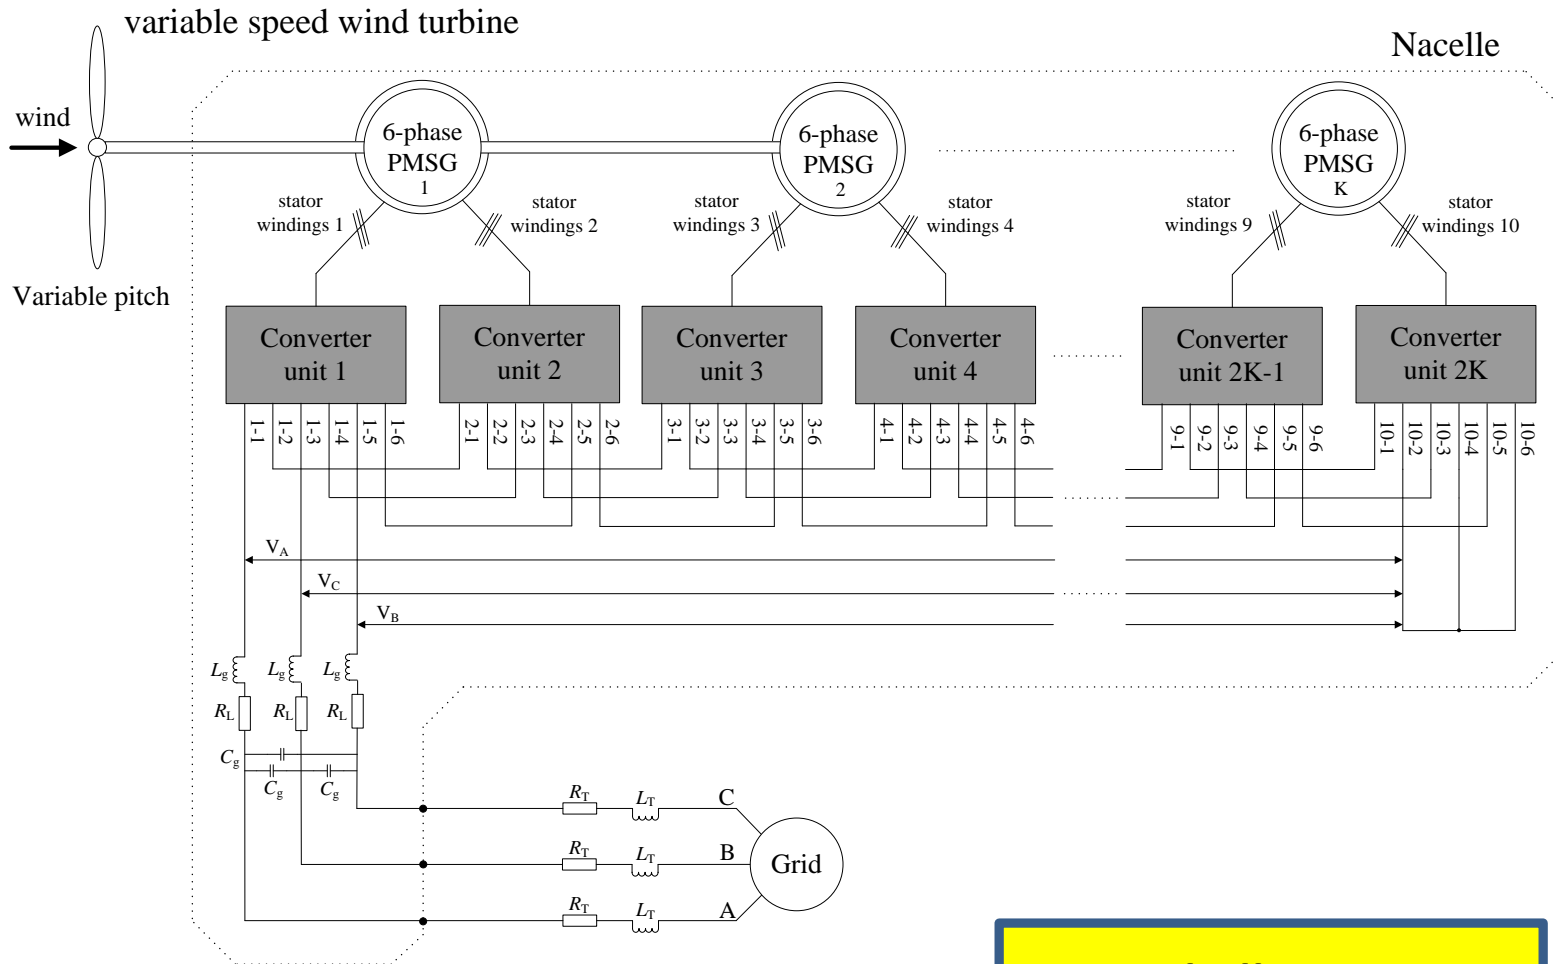 variable speed wind turbine
Nacelle
wind
Variable pitch
6-phase
PMSG
1
6-phase
PMSG
2
6-phase
PMSG
K
stator
windings 1
stator
windings 2
stator
windings 3
stator
windings 4
stator
windings 9
stator
windings 10
Converter
unit 1
Converter
unit 2
Converter
unit 3
Converter
unit 4
Converter
unit 2K-1
Converter
unit 2K
1-1
1-2
1-3
1-4
1-5
1-6
2-1
2-2
2-3
2-4
2-5
2-6
3-1
3-2
3-3
3-4
3-5
3-6
4-1
4-2
4-3
4-4
4-5
4-6
9-1
9-2
9-3
9-4
9-5
9-6
10-1
10-2
10-3
10-4
10-5
10-6
VA
VC
VB
Lg
Lg
Lg
RL
RL
RL
Cg
Cg
Cg
RT
LT
C
RT
LT
B
RT
LT
A
Grid